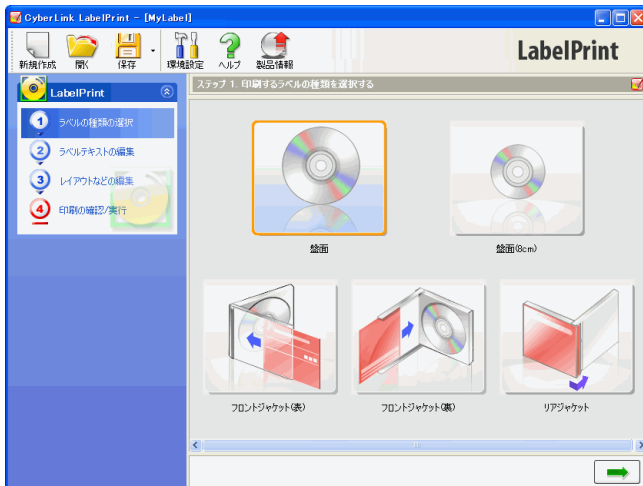 CyberLink LabelPrint - [MyLabel]
新規作成 開く 保存 環境設定 ヘルプ 製品情報
LabelPrint
LabelPrint
ステップ 1. 印刷するラベルの種類を選択する
1 ラベルの種類の選択
2 ラベルテキストの編集
3 レイアウトなどの編集
4 印刷の確認/実行
盤面 盤面(8cm)
フロントジャケット(表) フロントジャケット(裏) リアジャケット